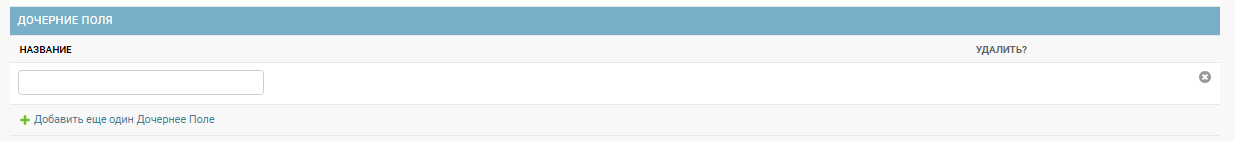 ДОЧЕРНИЕ ПОЛЯ
НАЗВАНИЕ УДАЛИТЬ?
Добавить еще один Дочернее Поле